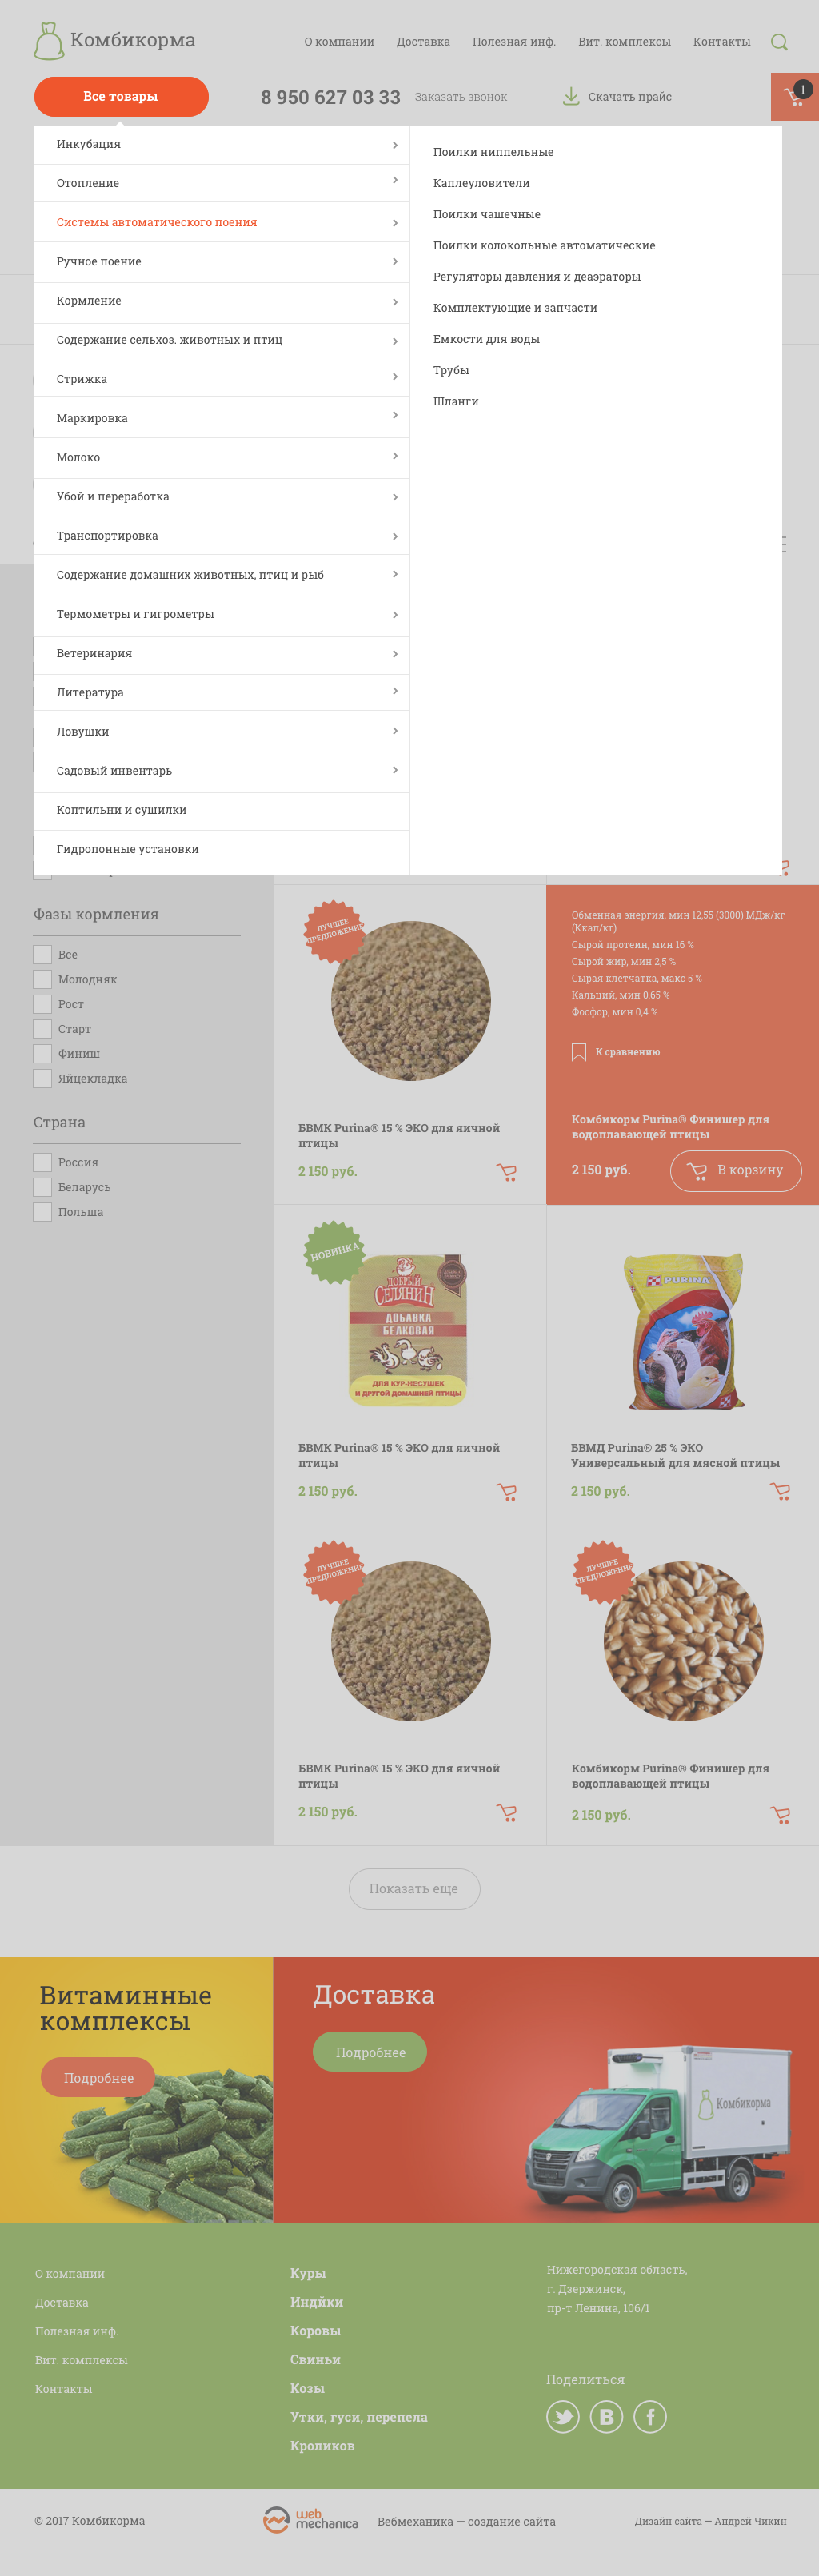 Комбикорма
О компании
Доставка
Полезная инф.
Вит. комплексы
Контакты
Все товары
8 950 627 03 33
Заказать звонок
Скачать прайс
1
Инкубация
Отопление
Системы автоматического поения
Ручное поение
Кормление
Содержание сельхоз. животных и птиц
Стрижка
Маркировка
Молоко
Убой и переработка
Транспортировка
Содержание домашних животных, птиц и рыб
Термометры и гигрометры
Ветеринария
Литература
Ловушки
Садовый инвентарь
Коптильни и сушилки
Гидропонные установки
Поилки ниппельные
Каплеуловители
Поилки чашечные
Поилки колокольные автоматические
Регуляторы давления и деаэраторы
Комплектующие и запчасти
Емкости для воды
Трубы
Шланги
Фазы кормления
Все
Молодняк
Рост
Старт
Финиш
Яйцекладка
Страна
Россия
Беларусь
Польша
ЛУЧШЕЕ
ПРЕДЛОЖЕНИЕ
БВМК Purina® 15 % ЭКО для яичной
птицы
2 150 руб.
Обменная энергия, мин 12,55 (3000) МДж/кг
(Ккал/кг)
Сырой протеин, мин 16 %
Сырой жир, мин 2,5 %
Сырая клетчатка, макс 5 %
Кальций, мин 0,65 %
Фосфор, мин 0,4 %
К сравнению
Комбикорм Purina® Финишер для
водоплавающей птицы
2 150 руб.
В корзину
НОВИНКА
ДОБРЫЙ
СЕЛЯНИН
ДОБАВКА
БЕЛКОВАЯ
ДЛЯ КУР-НЕСУШЕК
И ДРУГОЙ ДОМАШНЕЙ ПТИЦЫ
БВМК Purina® 15 % ЭКО для яичной
птицы
2 150 руб.
PURINA
БВМД Purina® 25 % ЭКО
Универсальный для мясной птицы
2 150 руб.
ЛУЧШЕЕ
ПРЕДЛОЖЕНИЕ
БВМК Purina® 15 % ЭКО для яичной
птицы
2 150 руб.
ЛУЧШЕЕ
ПРЕДЛОЖЕНИЕ
Комбикорм Purina® Финишер для
водоплавающей птицы
2 150 руб.
Показать еще
Витаминные
комплексы
Подробнее
Доставка
Подробнее
Комбикорма
О компании
Доставка
Полезная инф.
Вит. комплексы
Контакты
Куры
Индйки
Коровы
Свиньи
Козы
Утки, гуси, перепела
Кроликов
Нижегородская область,
г. Дзержинск,
пр-т Ленина, 106/1
Поделиться
© 2017 Комбикорма
web
mechanica
Вебмеханика — создание сайта
Дизайн сайта — Андрей Чикин